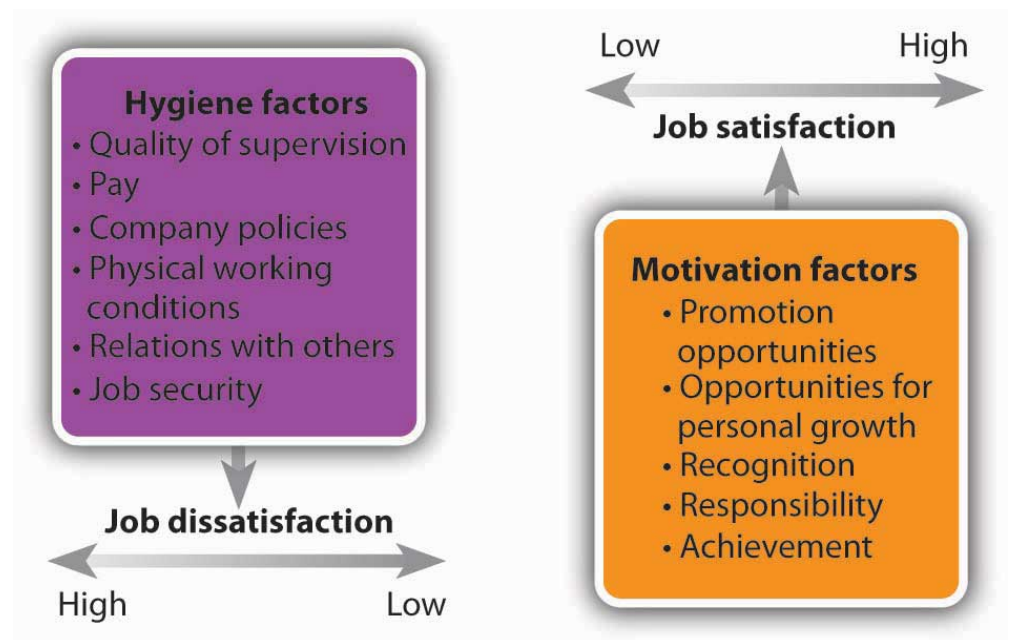 Hygiene factors
• Quality of supervision
• Pay
• Company policies
• Physical working
conditions
• Relations with others
• Job security
Job dissatisfaction
High Low
Low High
Job satisfaction
Motivation factors
• Promotion
opportunities
• Opportunities for
personal growth
• Recognition
• Responsibility
• Achievement